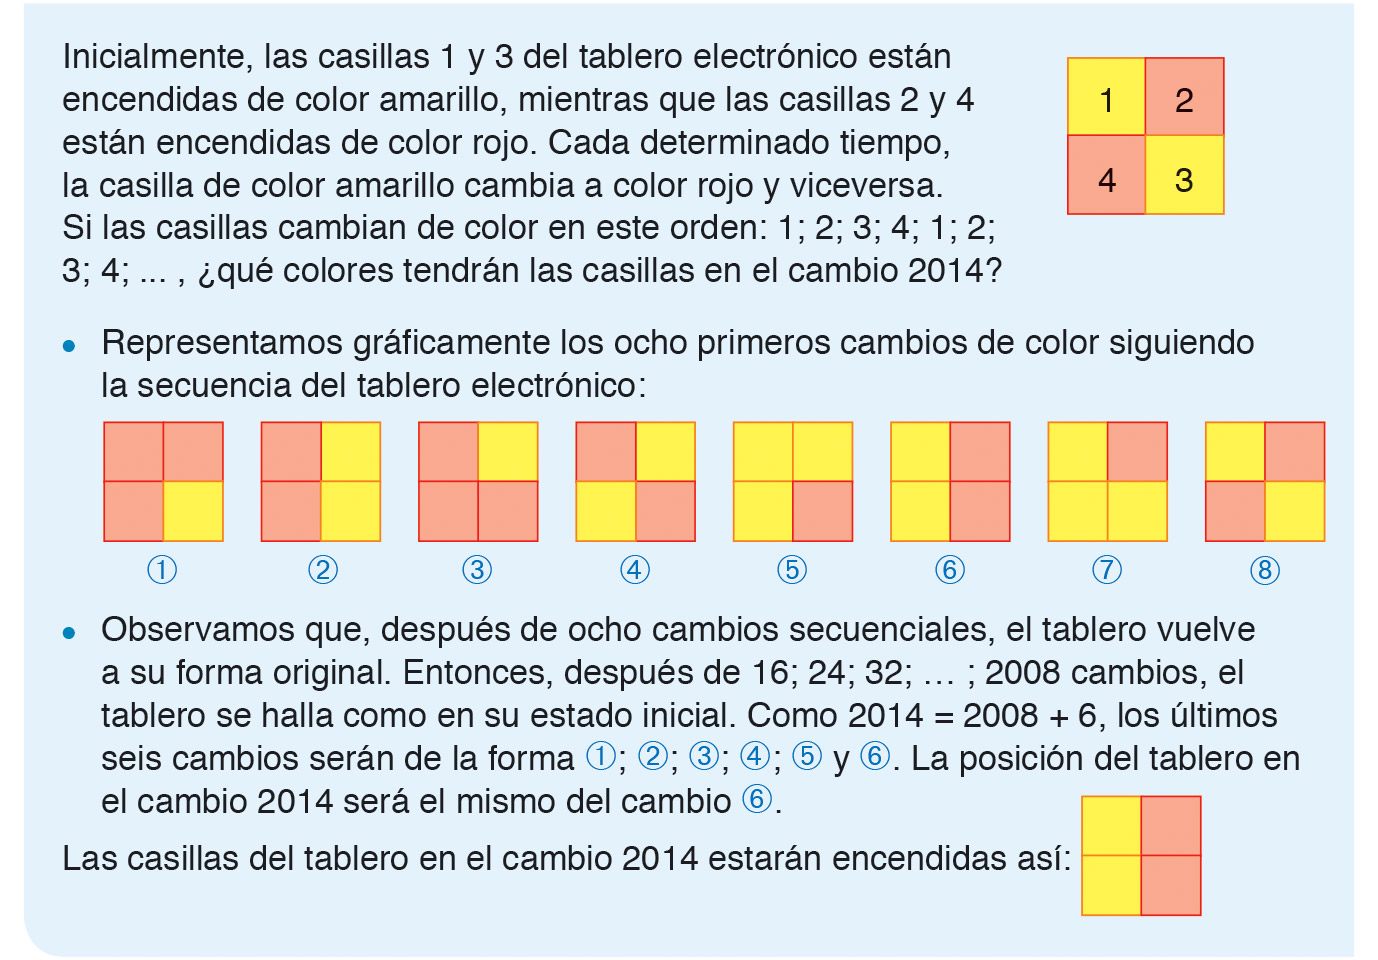 Inicialmente, las casillas 1 y 3 del tablero electrónico están
encendidas de color amarillo, mientras que las casillas 2 y 4
están encendidas de color rojo. Cada determinado tiempo,
la casilla de color amarillo cambia a color rojo y viceversa.
Si las casillas cambian de color en este orden: 1; 2; 3; 4; 1; 2;
3; 4; ... , ¿qué colores tendrán las casillas en el cambio 2014?
1 2
4 3
• Representamos gráficamente los ocho primeros cambios de color siguiendo
la secuencia del tablero electrónico:
① ② ③ ④ ⑤ ⑥ ⑦ ⑧
• Observamos que, después de ocho cambios secuenciales, el tablero vuelve
a su forma original. Entonces, después de 16; 24; 32; … ; 2008 cambios, el
tablero se halla como en su estado inicial. Como 2014 = 2008 + 6, los últimos
seis cambios serán de la forma ①; ②; ③; ④; ⑤ y ⑥. La posición del tablero en
el cambio 2014 será el mismo del cambio ⑥.
Las casillas del tablero en el cambio 2014 estarán encendidas así: